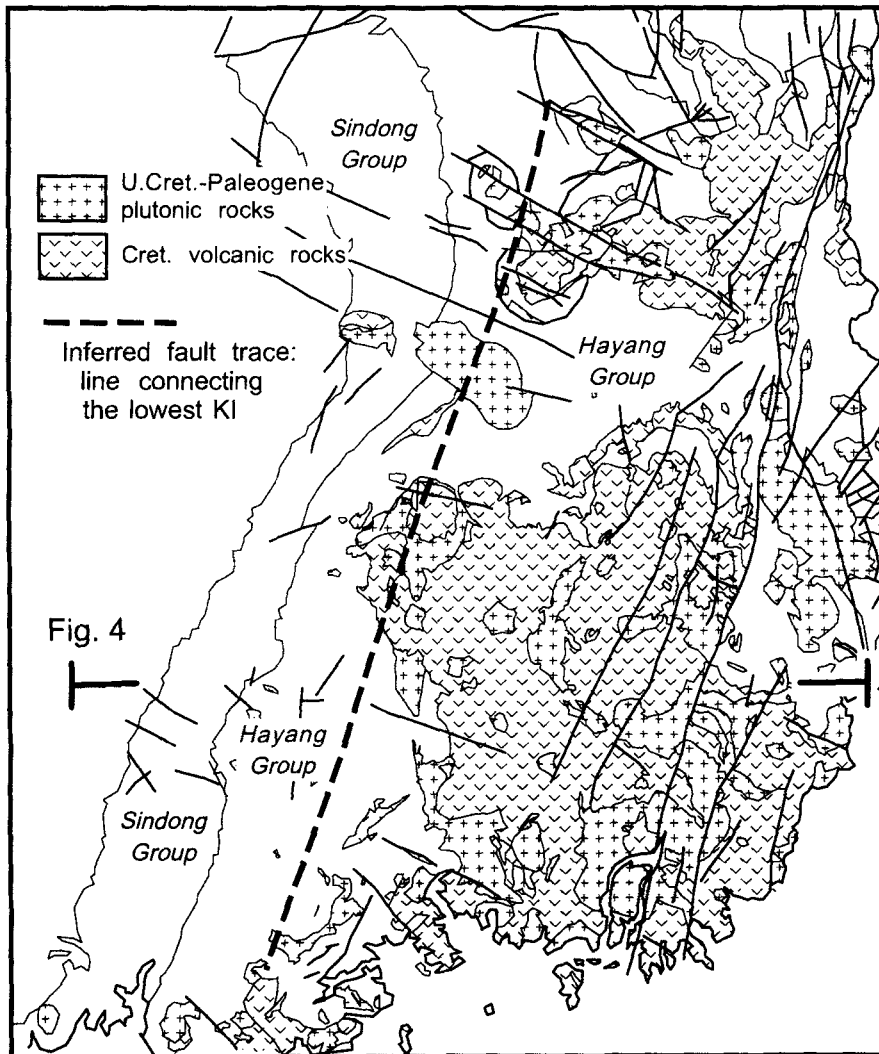 Sindong
Group
U.Cret.-Paleogene
plutonic rocks
Cret. volcanic rocks
Inferred fault trace:
line connecting
the lowest KI
Hayang
Group
Fig. 4
Hayang
Group
Sindong
Group